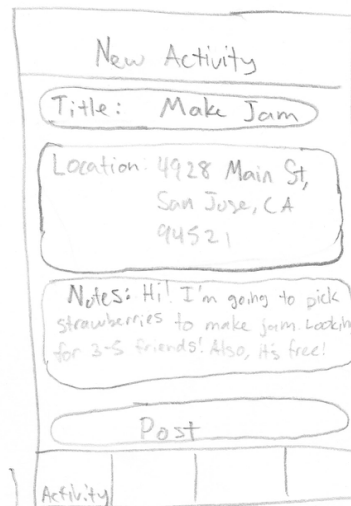 New Activity
Title: Make Jam
Location: 4928 Main St,
San Jose, CA
94521
Notes: Hi! I'm going to pick
strawberries to make jam. Lookin
for 3-5 friends! Also, it's free!
Post
Activity